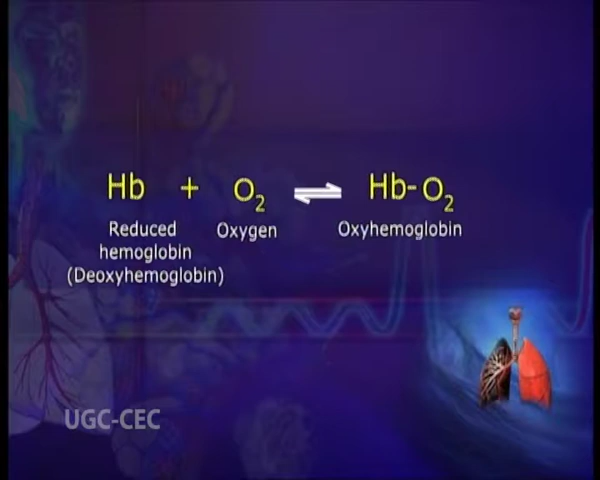 Hb + O2 ⇌ Hb-O2
Reduced hemoglobin (Deoxyhemoglobin)
Oxygen
Oxyhemoglobin
UGC-CEC